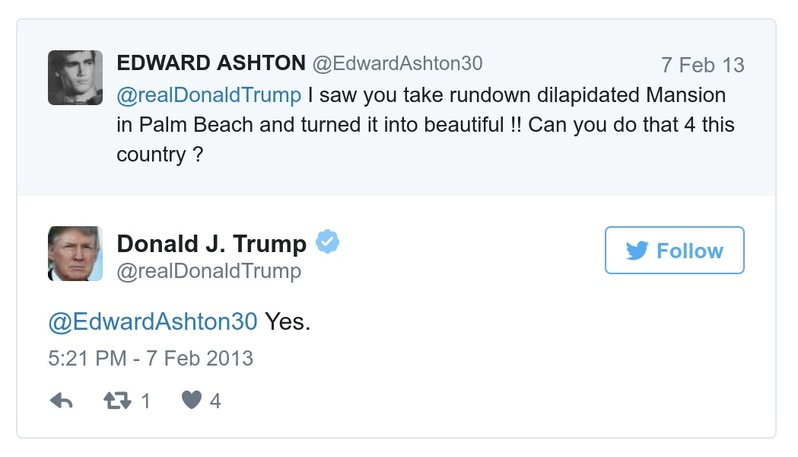 EDWARD ASHTON @EdwardAshton30 7 Feb 13
@realDonaldTrump I saw you take rundown dilapidated Mansion
in Palm Beach and turned it into beautiful !! Can you do that 4 this
country ?
Donald J. Trump
@realDonaldTrump
Follow
@EdwardAshton30 Yes.
5:21 PM - 7 Feb 2013
1 4